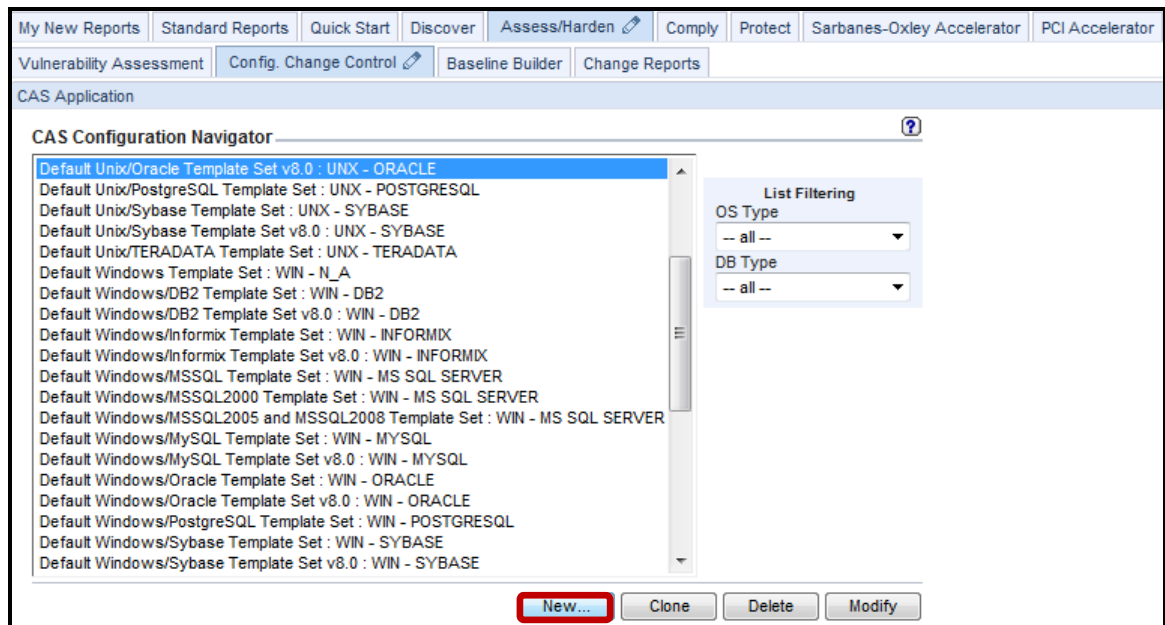 My New Reports Standard Reports Quick Start Discover Assess/Harden Comply Protect Sarbanes-Oxley Accelerator PCI Accelerator
Vulnerability Assessment Config. Change Control Baseline Builder Change Reports
CAS Application
CAS Configuration Navigator ?
Default Unix/Oracle Template Set v8.0 : UNX - ORACLE
Default Unix/PostgreSQL Template Set : UNX - POSTGRESQL
Default Unix/Sybase Template Set : UNX - SYBASE
Default Unix/Sybase Template Set v8.0 : UNX - SYBASE
Default Unix/TERADATA Template Set : UNX - TERADATA
Default Windows Template Set : WIN - N_A
Default Windows/DB2 Template Set : WIN - DB2
Default Windows/DB2 Template Set v8.0 : WIN - DB2
Default Windows/Informix Template Set : WIN - INFORMIX
Default Windows/Informix Template Set v8.0 : WIN - INFORMIX
Default Windows/MSSQL Template Set : WIN - MS SQL SERVER
Default Windows/MSSQL2000 Template Set : WIN - MS SQL SERVER
Default Windows/MSSQL2005 and MSSQL2008 Template Set : WIN - MS SQL SERVER
Default Windows/MySQL Template Set : WIN - MYSQL
Default Windows/MySQL Template Set v8.0 : WIN - MYSQL
Default Windows/Oracle Template Set : WIN - ORACLE
Default Windows/Oracle Template Set v8.0 : WIN - ORACLE
Default Windows/PostgreSQL Template Set : WIN - POSTGRESQL
Default Windows/Sybase Template Set : WIN - SYBASE
Default Windows/Sybase Template Set v8.0 : WIN - SYBASE
List Filtering
OS Type
-- all --
DB Type
-- all --
New... Clone Delete Modify